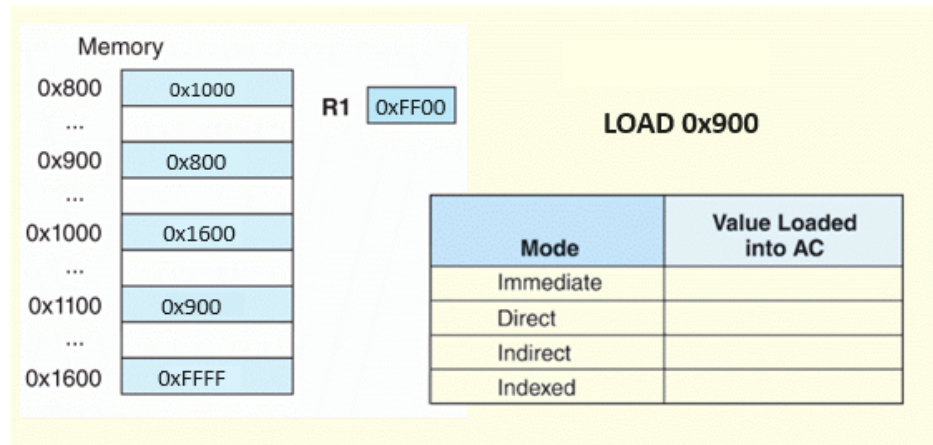 Memory
0x800 0x1000
...
0x900 0x800
...
0x1000 0x1600
...
0x1100 0x900
...
0x1600 0xFFFF
R1 0xFF00
LOAD 0x900
Mode Value Loaded into AC
Immediate
Direct
Indirect
Indexed